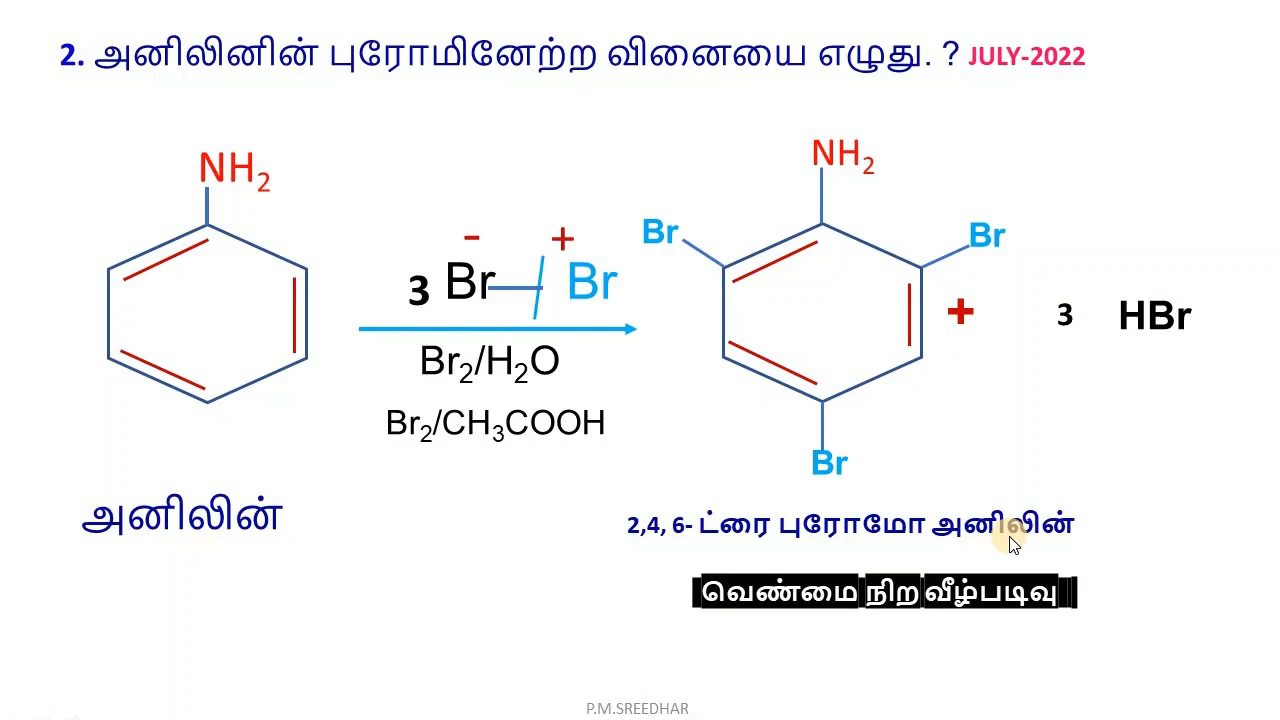 2. அனிலினின் புரோமினேற்ற வினையை எழுது. ? JULY-2022
NH2
NH2
Br
Br
- +
3 Br Br
+ 3 HBr
Br2/H2O
Br2/CH3COOH
Br
அனிலின்
2,4, 6- ட்ரை புரோமோ அனிலின்
வெண்மை நிற வீழ்படிவு
P.M.SREEDHAR